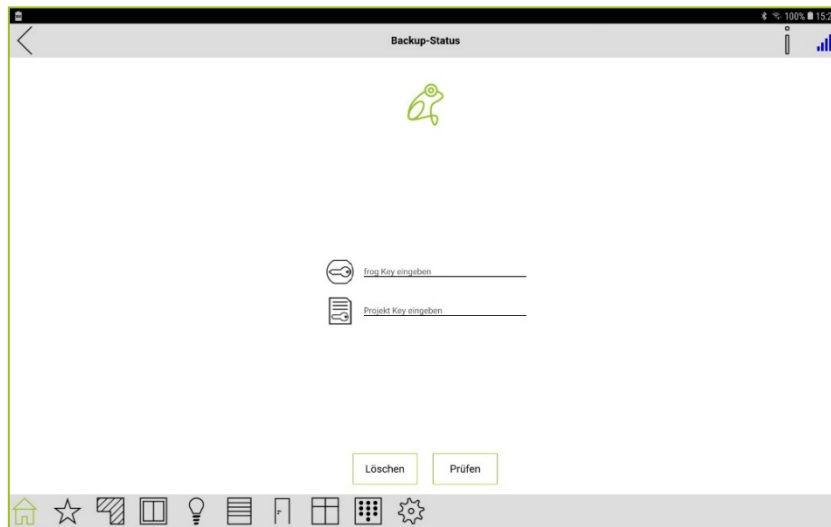 100% 15:2
Backup-Status
frog Key eingeben
Projekt Key eingeben
Löschen
Prüfen